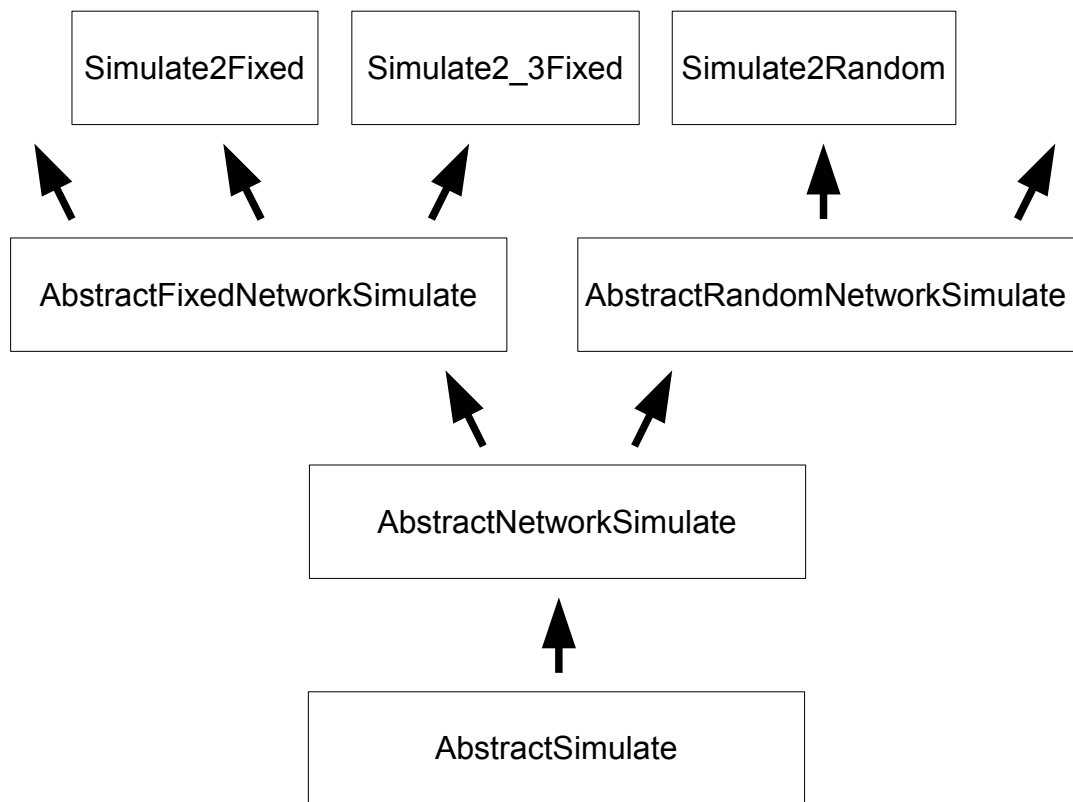 Simulate2Fixed
Simulate2_3Fixed
Simulate2Random
AbstractFixedNetworkSimulate
AbstractRandomNetworkSimulate
AbstractNetworkSimulate
AbstractSimulate